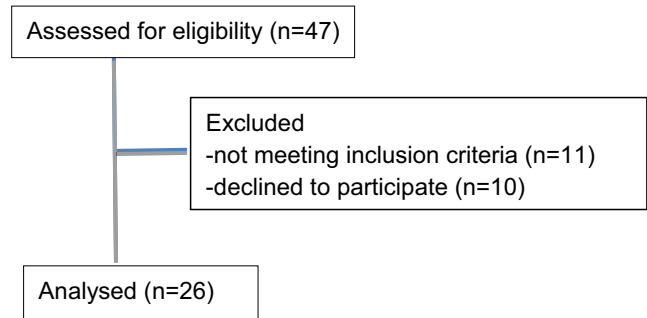 Assessed for eligibility (n=47)
Excluded
-not meeting inclusion criteria (n=11)
-declined to participate (n=10)
Analysed (n=26)